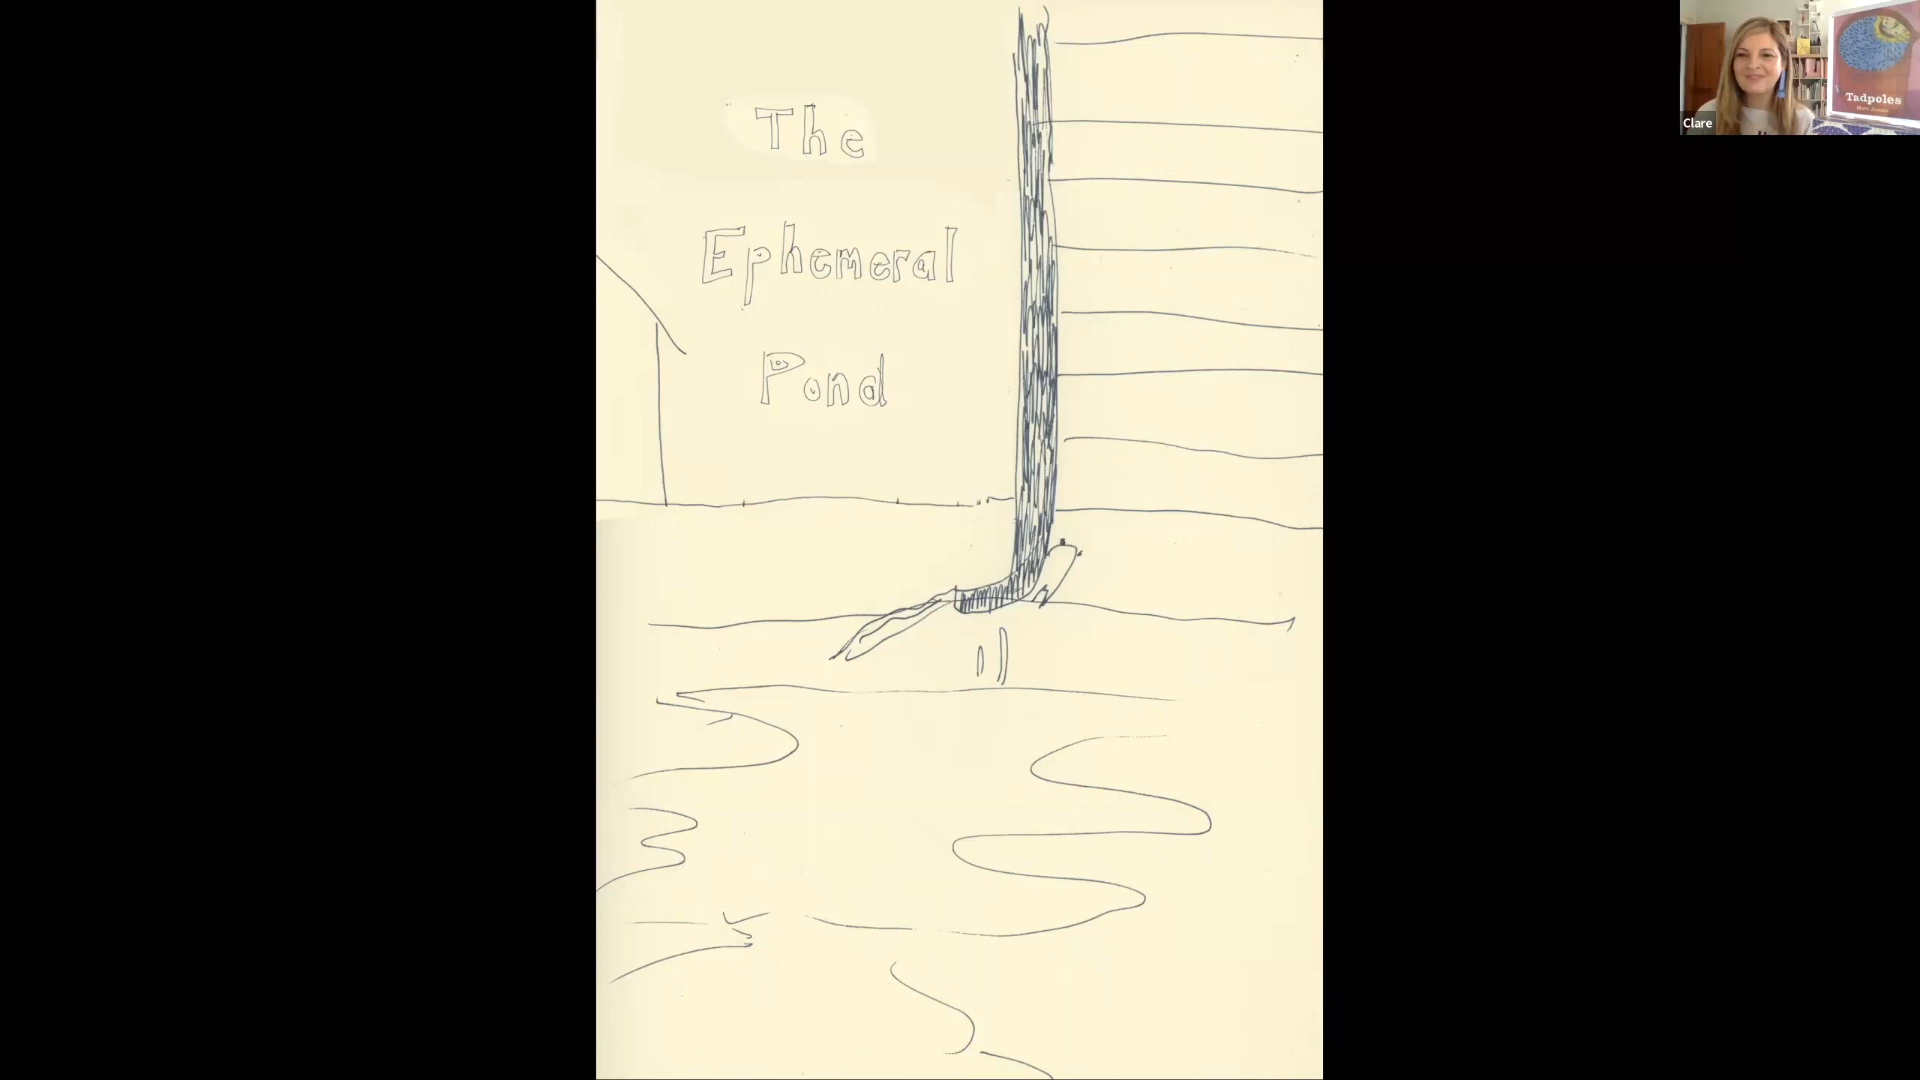 The
Ephemeral
Pond
Clare
Tadpoles